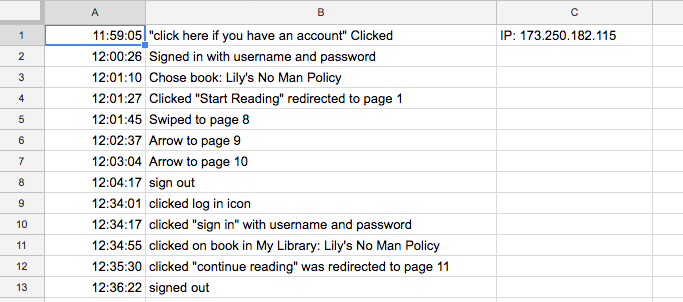 A B C
1 11:59:05 "click here if you have an account" Clicked IP: 173.250.182.115
2 12:00:26 Signed in with username and password
3 12:01:10 Chose book: Lily's No Man Policy
4 12:01:27 Clicked "Start Reading" redirected to page 1
5 12:01:45 Swiped to page 8
6 12:02:37 Arrow to page 9
7 12:03:04 Arrow to page 10
8 12:04:17 sign out
9 12:34:01 clicked log in icon
10 12:34:17 clicked "sign in" with username and password
11 12:34:55 clicked on book in My Library: Lily's No Man Policy
12 12:35:30 clicked "continue reading" was redirected to page 11
13 12:36:22 signed out